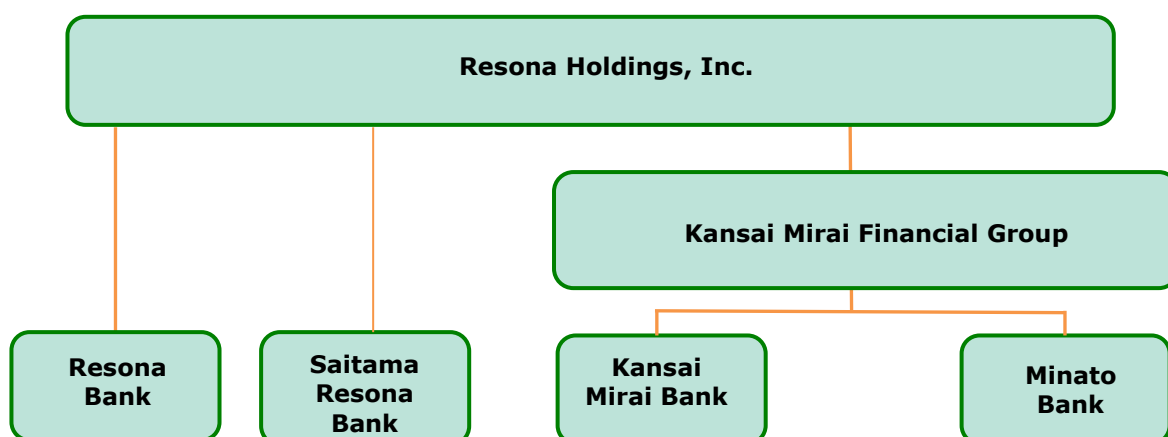 Resona Holdings, Inc.
Kansai Mirai Financial Group
Resona
Bank
Saitama
Resona
Bank
Kansai
Mirai Bank
Minato
Bank